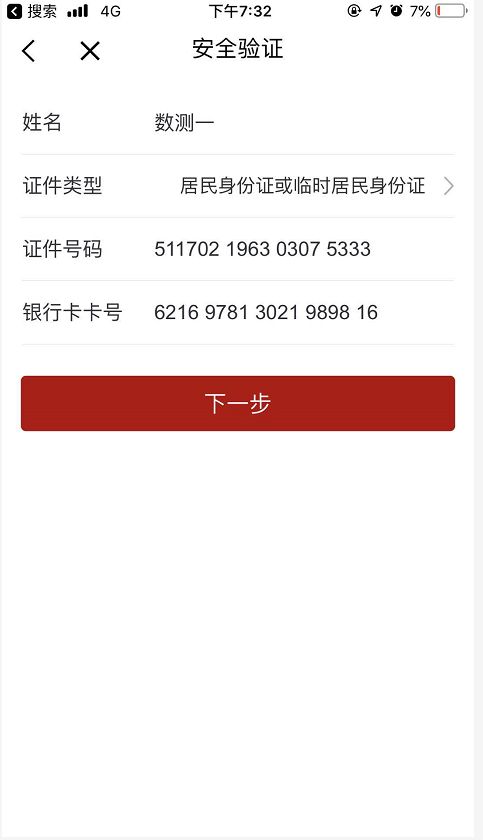 搜索 4G 下午7:32 7%
安全验证
姓名 数测一
证件类型 居民身份证或临时居民身份证
证件号码 511702 1963 0307 5333
银行卡卡号 6216 9781 3021 9898 16
下一步